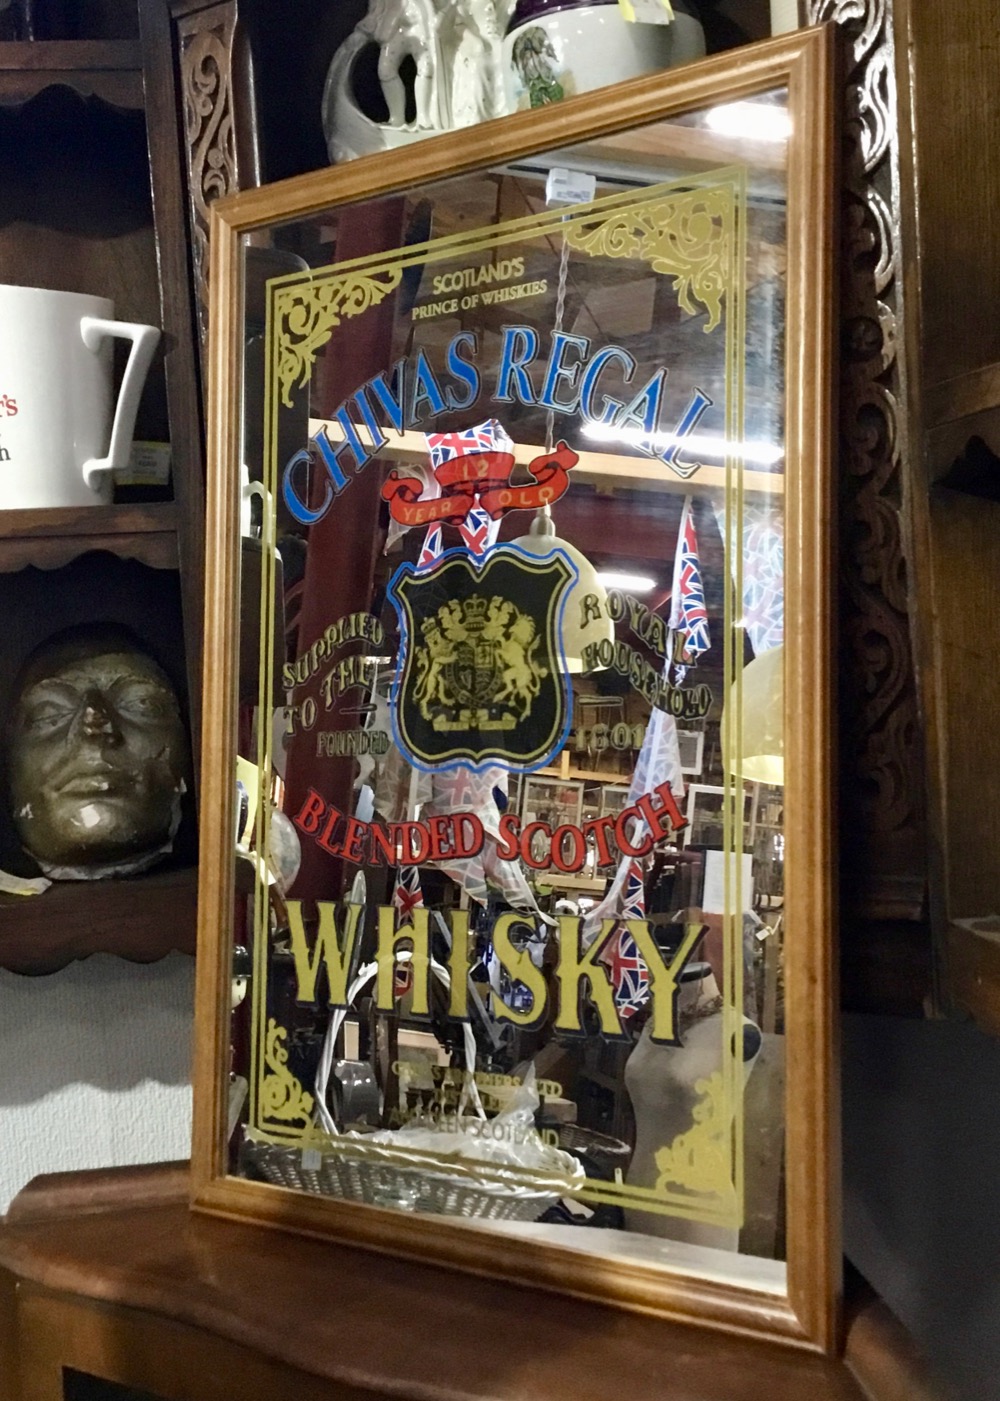 SCOTLAND'S
PRINCE OF WHISKIES
CHIVAS REGAL
12
YEAR OLD
SUPPLIED ROYAL
TO THE HOUSEHOLD
FOUNDED 1801
BLENDED SCOTCH
WHISKY
ABERDEEN SCOTLAND